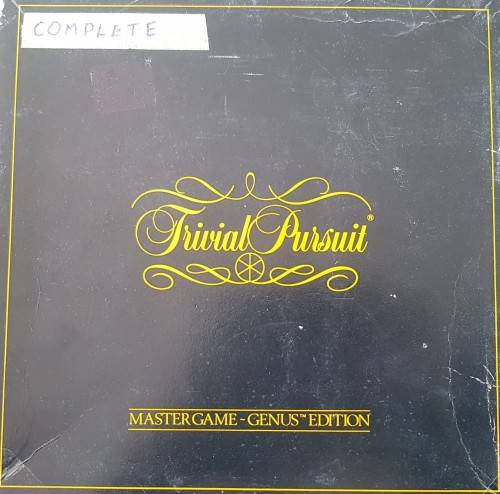 COMPLETE
Trivial Pursuit®
MASTER GAME - GENUS™ EDITION